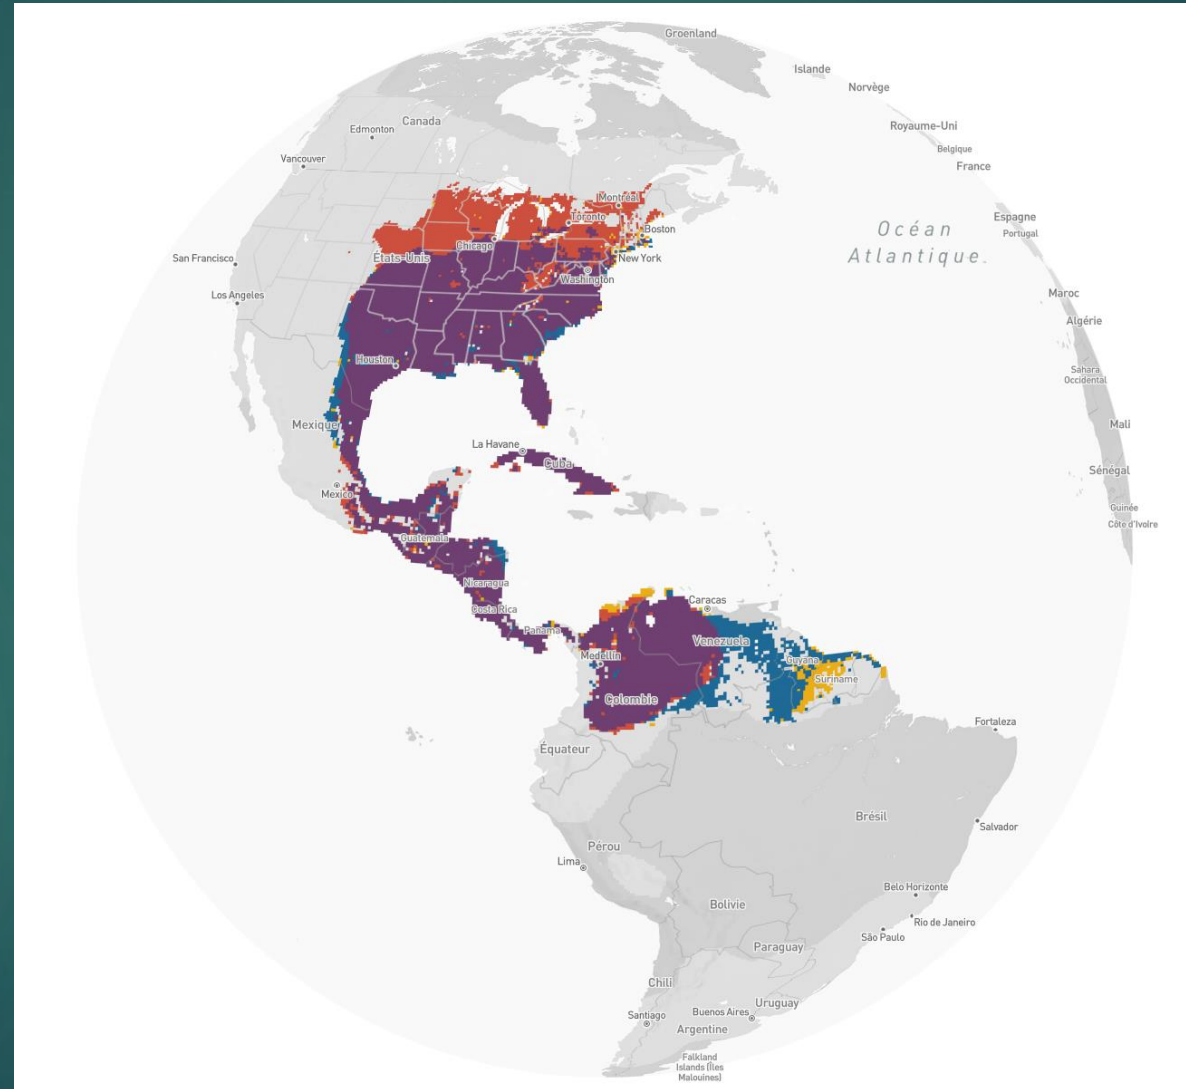 Groenland
Islande
Norvège
Canada
Edmonton
Royaume-Uni
Belgique
Vancouver
France
Montréal
Toronto
Espagne
Portugal
Boston
Océan
Atlantique
Chicago
États-Unis
San Francisco
New York
Washington
Los Angeles
Maroc
Algérie
Houston
Sahara
Occidental
Mexique
Mali
La Havane
Cuba
Sénégal
Mexico
Guinée
Côte d'Ivoire
Guatemala
Nicaragua
Costa Rica
Caracas
Panama
Venezuela
Medellín
Guyana
Suriname
Colombie
Fortaleza
Équateur
Brésil
Salvador
Pérou
Lima
Belo Horizonte
Bolivie
Rio de Janeiro
São Paulo
Paraguay
Chili
Uruguay
Buenos Aires
Santiago
Argentine
Falkland
Islands (Îles
Malouines)